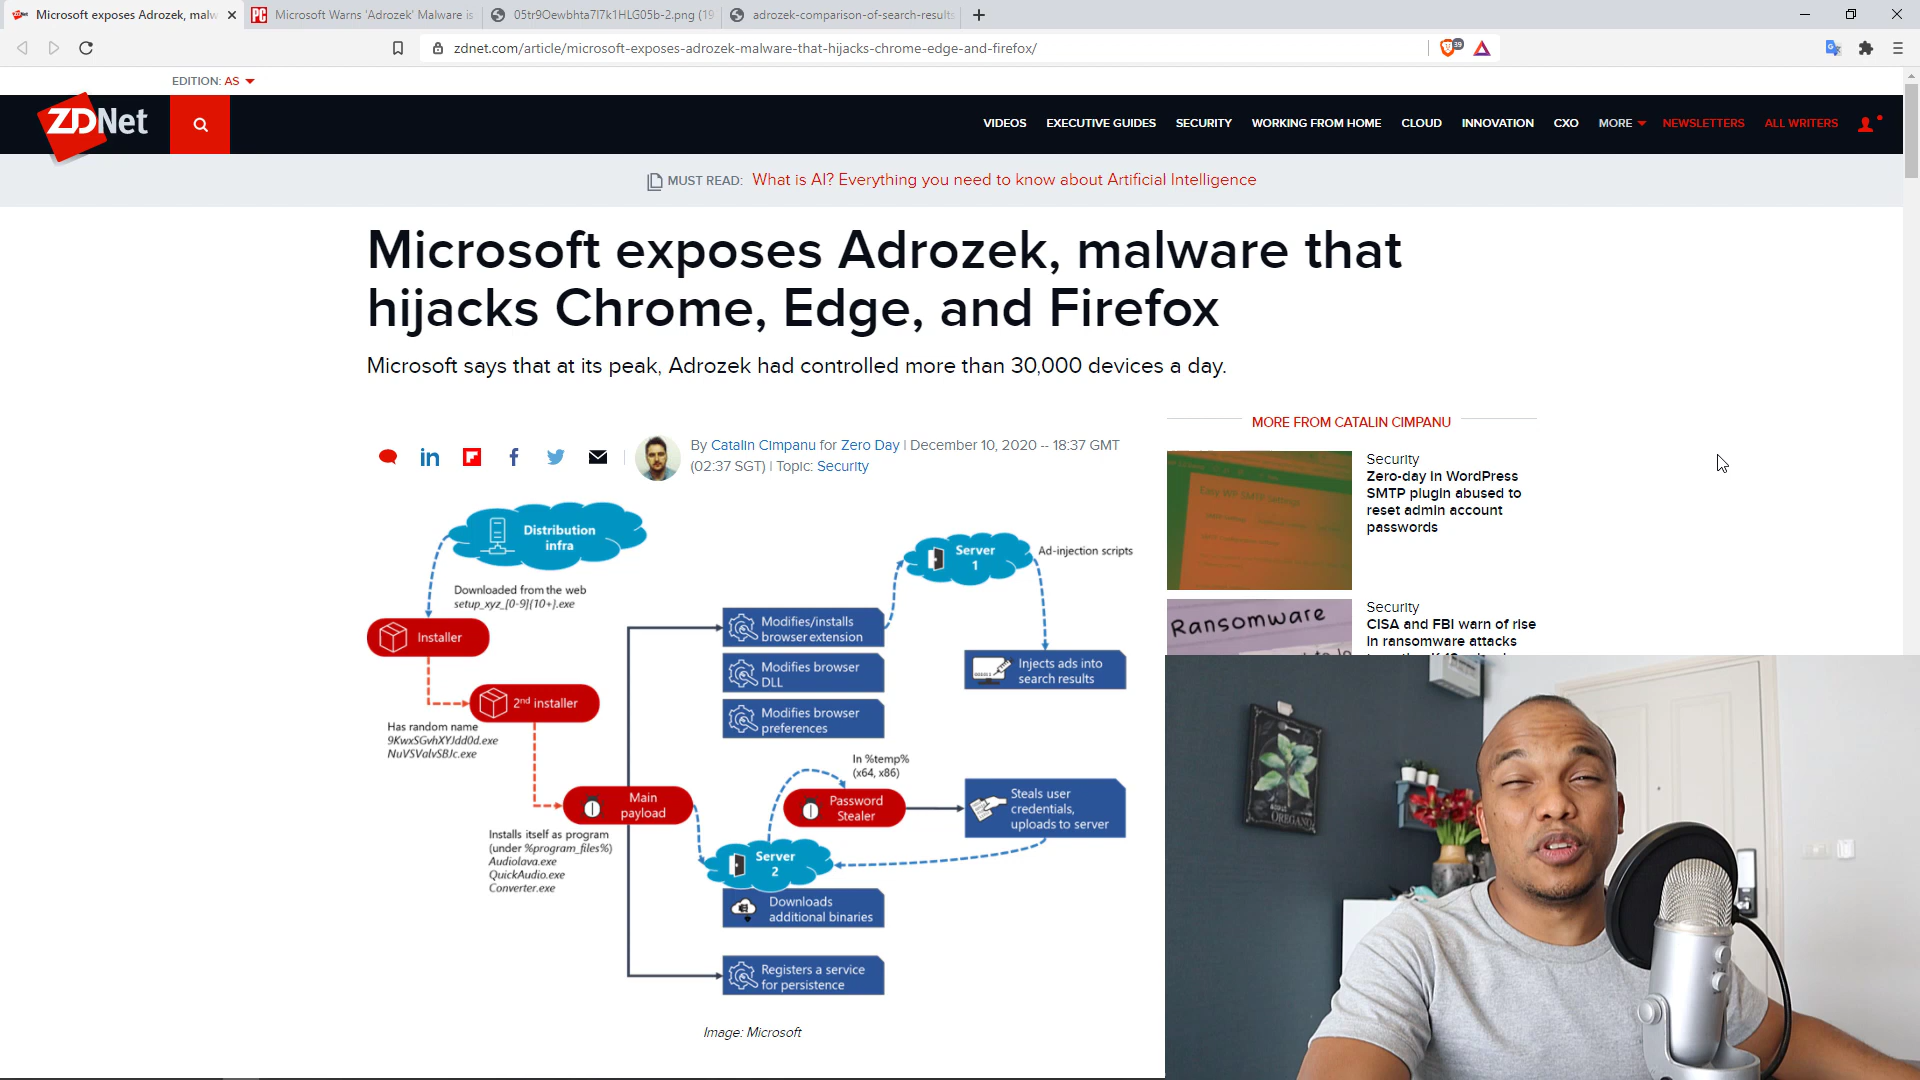 Microsoft exposes Adrozek, malw
Microsoft Warns 'Adrozek' Malware is
05tr9Oewbhta7l7k1HLG05b-2.png (19
adrozek-comparison-of-search-results
zdnet.com/article/microsoft-exposes-adrozek-malware-that-hijacks-chrome-edge-and-firefox/
39
EDITION: AS
ZDNet
VIDEOS EXECUTIVE GUIDES SECURITY WORKING FROM HOME CLOUD INNOVATION CXO MORE NEWSLETTERS ALL WRITERS
MUST READ: What is AI? Everything you need to know about Artificial Intelligence
Microsoft exposes Adrozek, malware that
hijacks Chrome, Edge, and Firefox
Microsoft says that at its peak, Adrozek had controlled more than 30,000 devices a day.
By Catalin Cimpanu for Zero Day | December 10, 2020 -- 18:37 GMT
(02:37 SGT) | Topic: Security
Distribution
infra
Downloaded from the web
setup_xyz_[0-9]{10+}.exe
Installer
2nd installer
Has random name
9KwxSGvhXYJdd0d.exe
NuVSValvSBJc.exe
Main
payload
Installs itself as program
(under %program_files%)
Audiolava.exe
QuickAudio.exe
Converter.exe
Modifies/installs
browser extension
Modifies browser
DLL
Modifies browser
preferences
Server
1
Ad-injection scripts
Injects ads into
search results
In %temp%
(x64, x86)
Password
Stealer
Steals user
credentials,
uploads to server
Server
2
Downloads
additional binaries
Registers a service
for persistence
Image: Microsoft
MORE FROM CATALIN CIMPANU
Security
Zero-day in WordPress
SMTP plugin abused to
reset admin account
passwords
Ransomware
Security
CISA and FBI warn of rise
in ransomware attacks
OREGANO